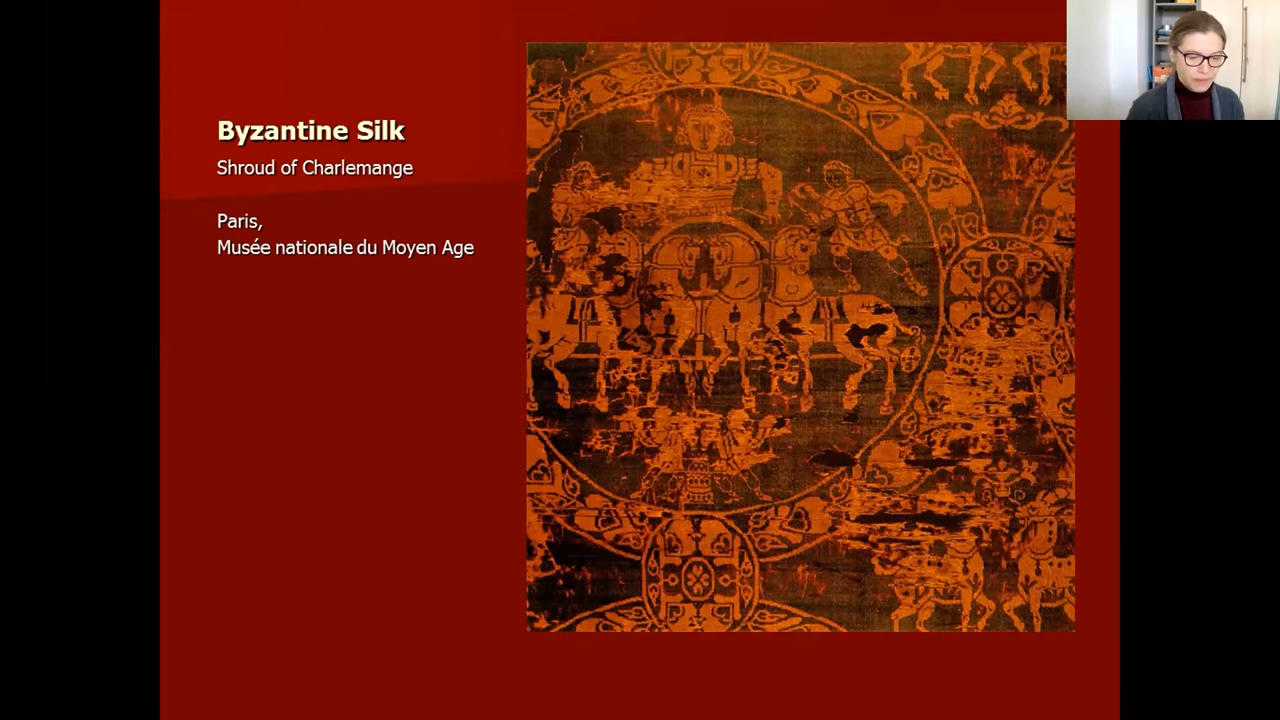 Byzantine Silk
Shroud of Charlemange
Paris,
Musée nationale du Moyen Age